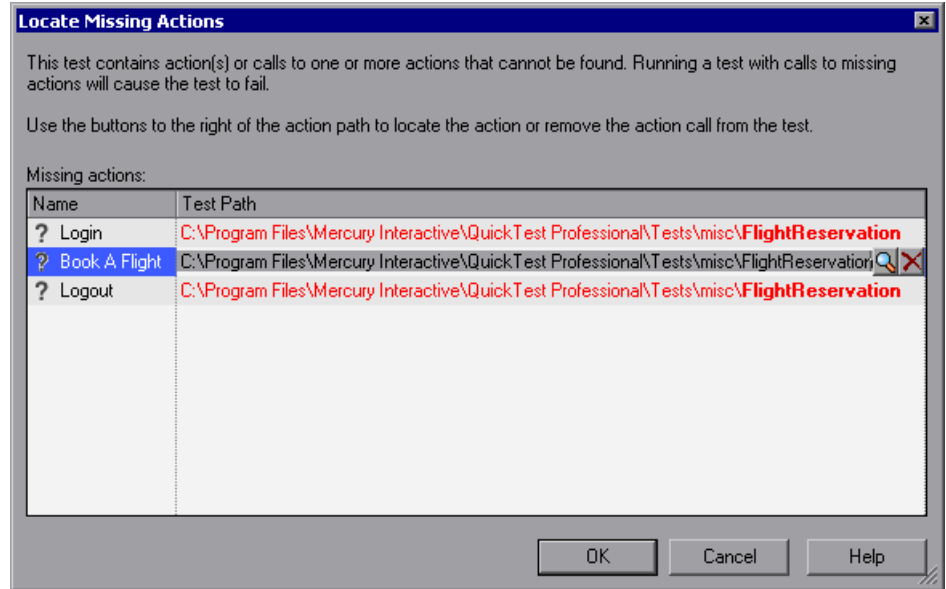 Locate Missing Actions
This test contains action(s) or calls to one or more actions that cannot be found. Running a test with calls to missing
actions will cause the test to fail.
Use the buttons to the right of the action path to locate the action or remove the action call from the test.
Missing actions:
Name Test Path
? Login C:\Program Files\Mercury Interactive\QuickTest Professional\Tests\misc\FlightReservation
? Book A Flight C:\Program Files\Mercury Interactive\QuickTest Professional\Tests\misc\FlightReservation
? Logout C:\Program Files\Mercury Interactive\QuickTest Professional\Tests\misc\FlightReservation
OK Cancel Help